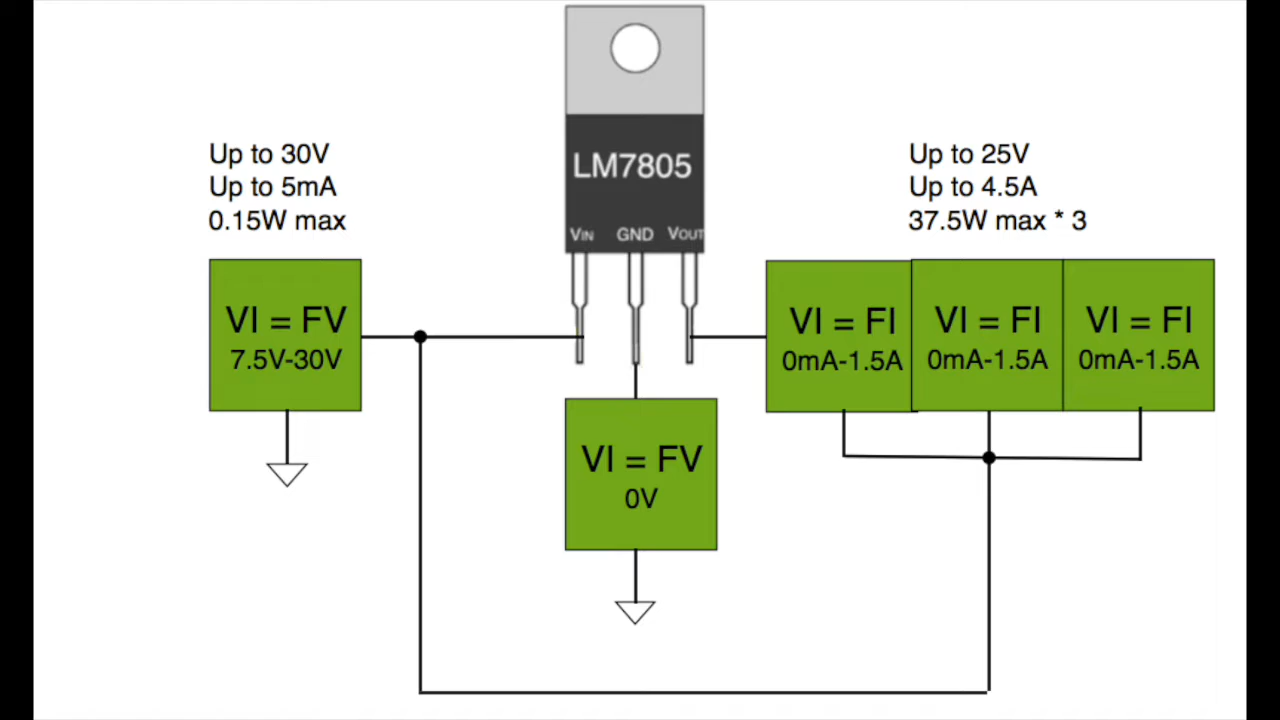 Up to 30V
Up to 5mA
0.15W max
VI = FV
7.5V-30V
LM7805
VIN GND VOUT
VI = FV
0V
Up to 25V
Up to 4.5A
37.5W max * 3
VI = FI
0mA-1.5A
VI = FI
0mA-1.5A
VI = FI
0mA-1.5A